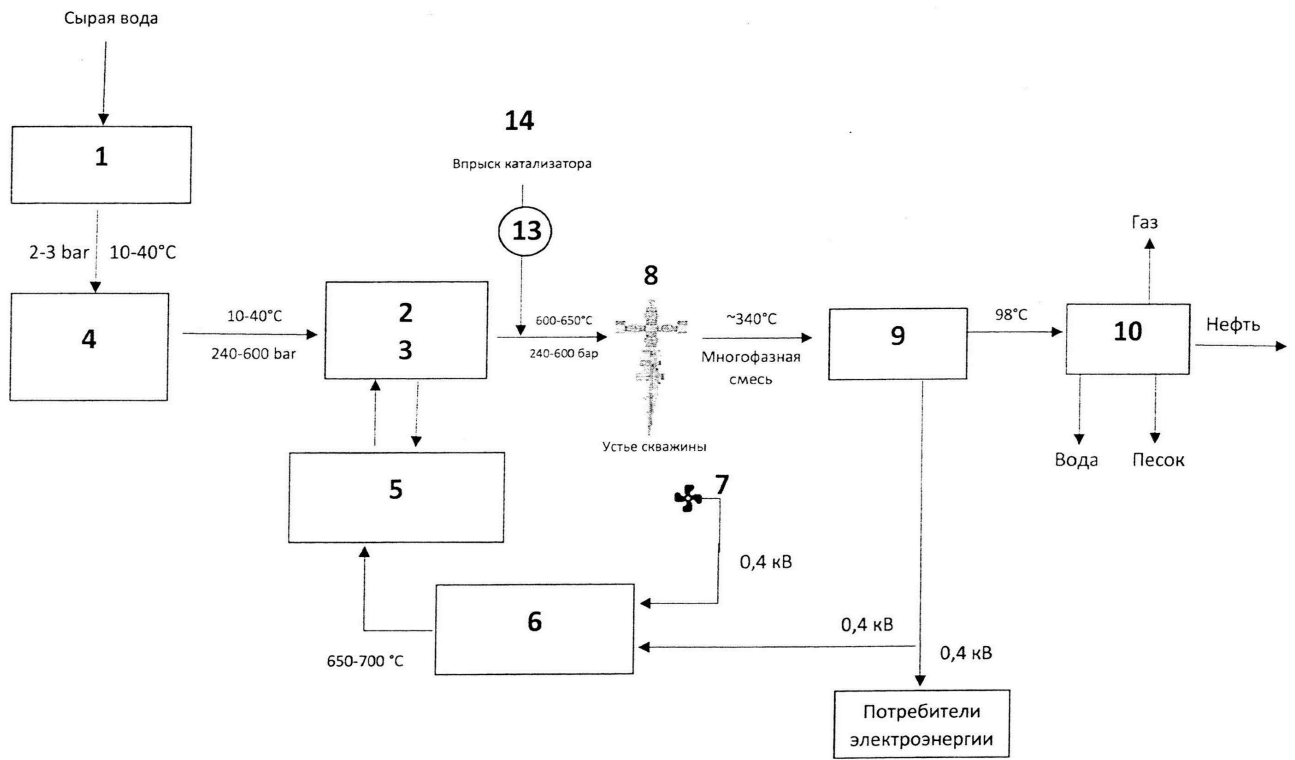 Сырая вода
1
14
Впрыск катализатора
13
2-3 bar 10-40°C
Газ
8
4
10-40°C
240-600 bar
2
3
600-650°C
240-600 бар
~340°C
Многофазная
смесь
9
98°C
10
Нефть
Устье скважины
Вода
Песок
5
7
0,4 кВ
6
0,4 кВ
650-700 °C
0,4 кВ
Потребители
электроэнергии